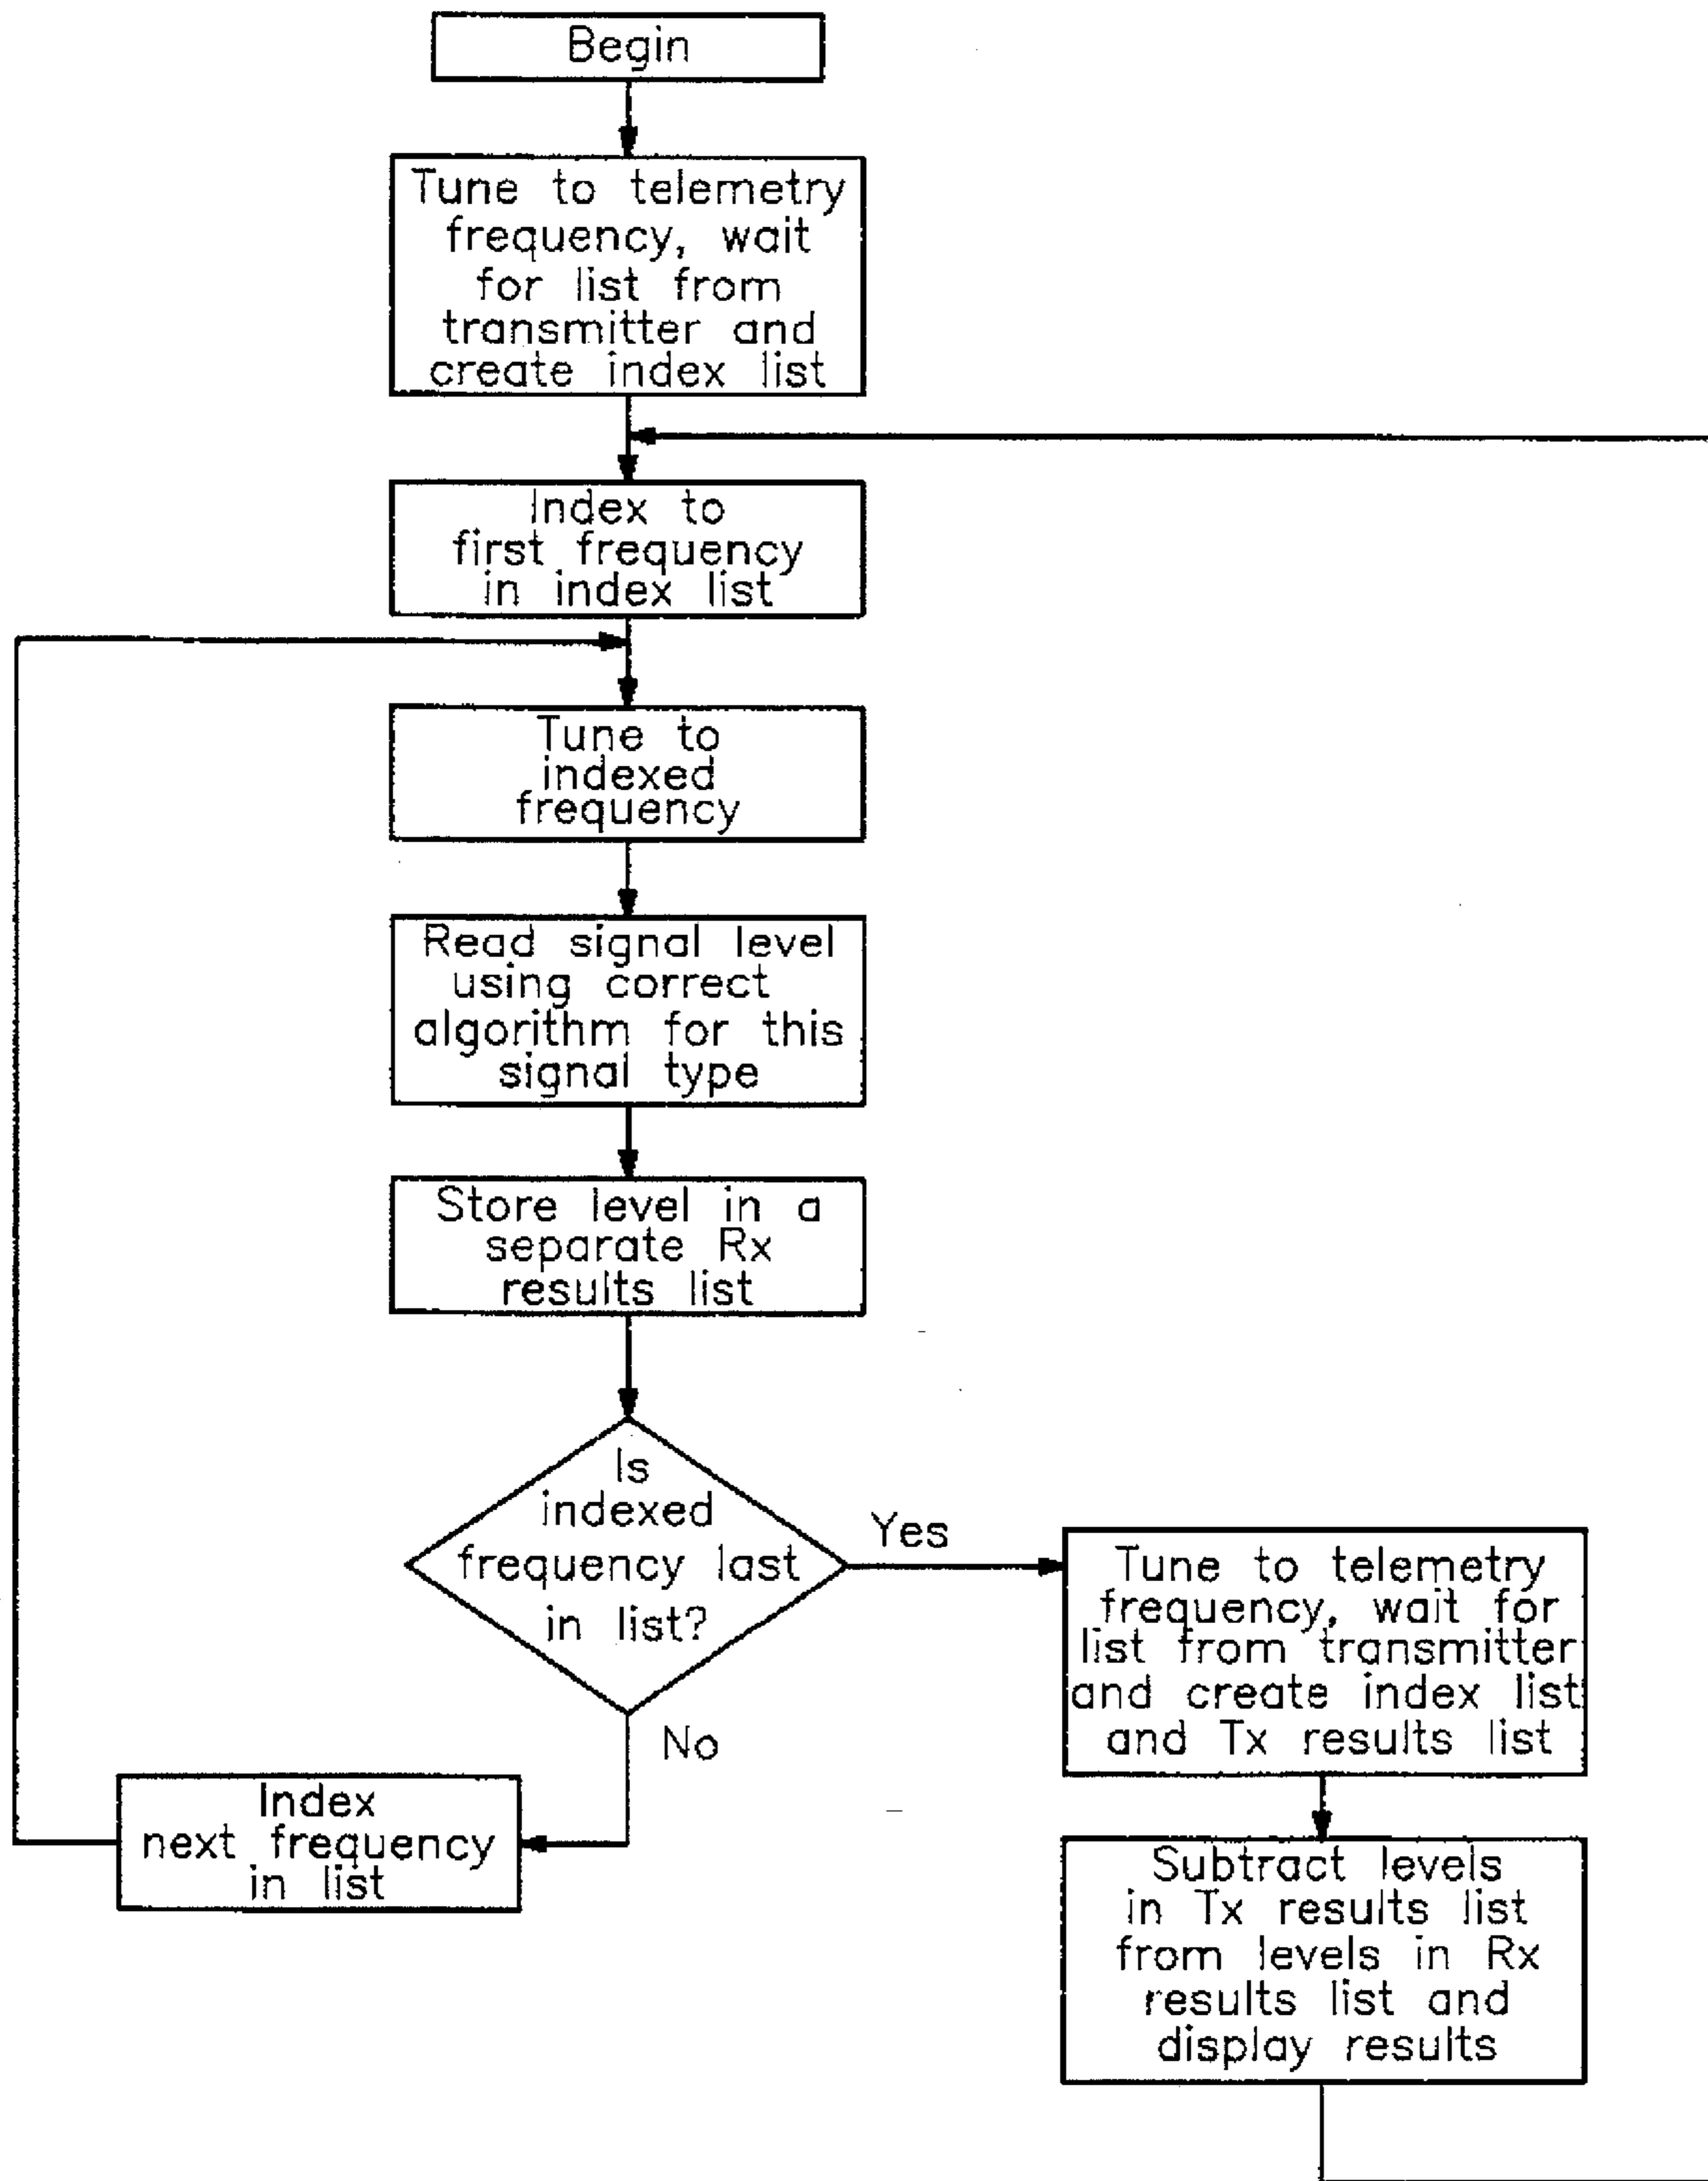 Begin
Tune to telemetry
frequency, wait
for list from
transmitter and
create index list
Index to
first frequency
in index list
Tune to
indexed
frequency
Read signal level
using correct
algorithm for this
signal type
Store level in a
separate Rx
results list
Is
indexed
frequency last
in list?
Yes
No
Index
next frequency
in list
Tune to telemetry
frequency, wait for
list from transmitter
and create index list
and Tx results list
Subtract levels
in Tx results list
from levels in Rx
results list and
display results